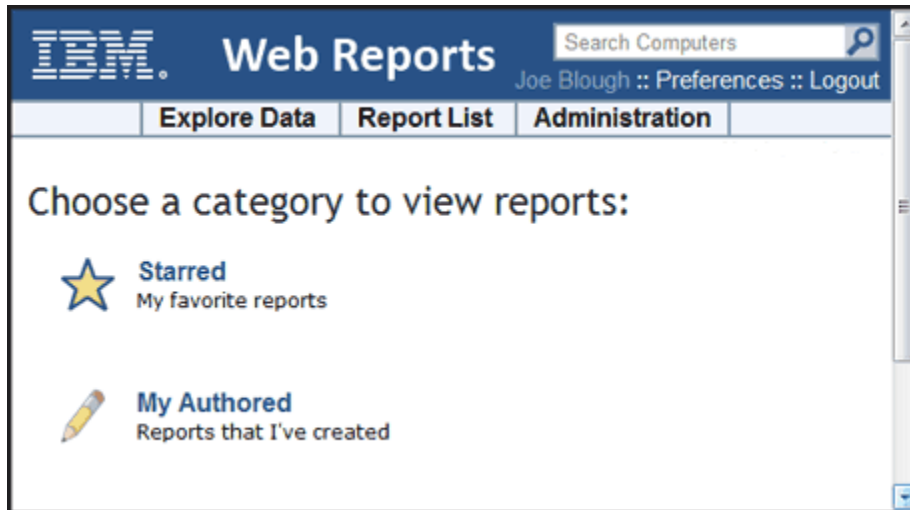 IBM. Web Reports
Search Computers
Joe Blough :: Preferences :: Logout
Explore Data Report List Administration
Choose a category to view reports:
Starred
My favorite reports
My Authored
Reports that I've created